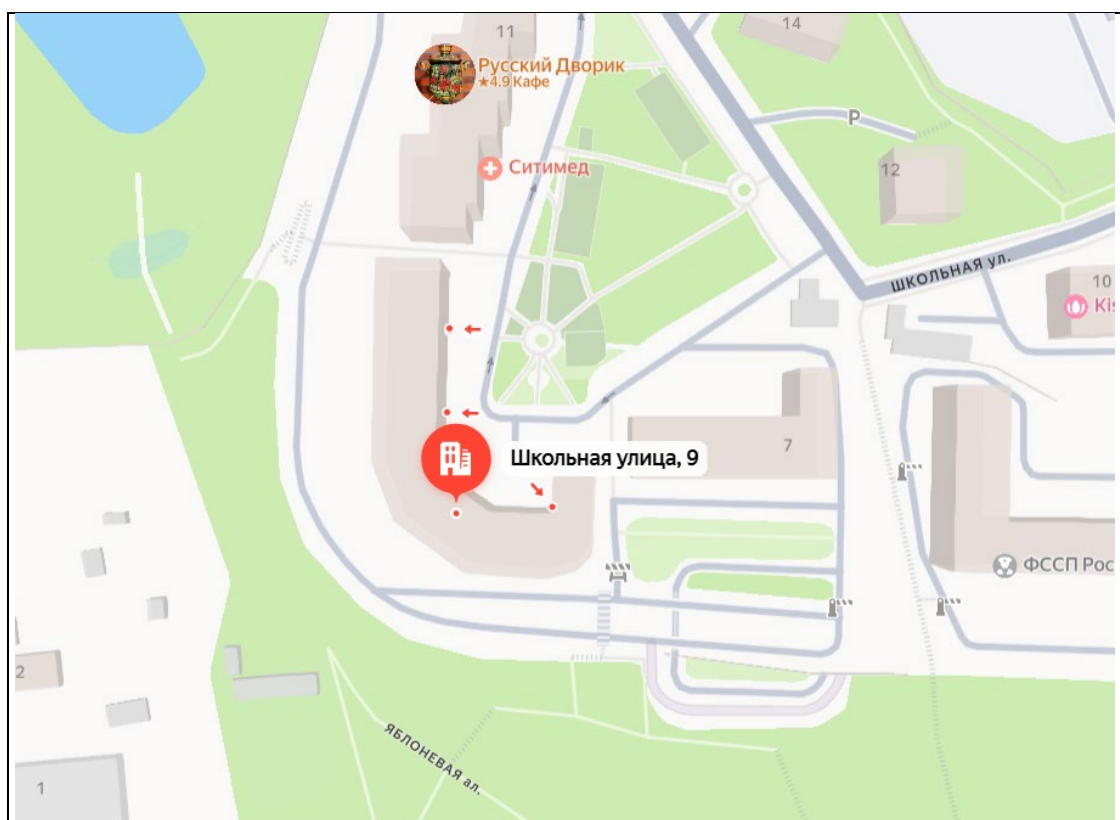 11
14
Русский Дворик
★4.9 Кафе
P
Ситимед
12
ШКОЛЬНАЯ ул.
10
Kis
Школьная улица, 9
7
ФССП Рос
2
ЯБЛОНЕВАЯ ал.
1